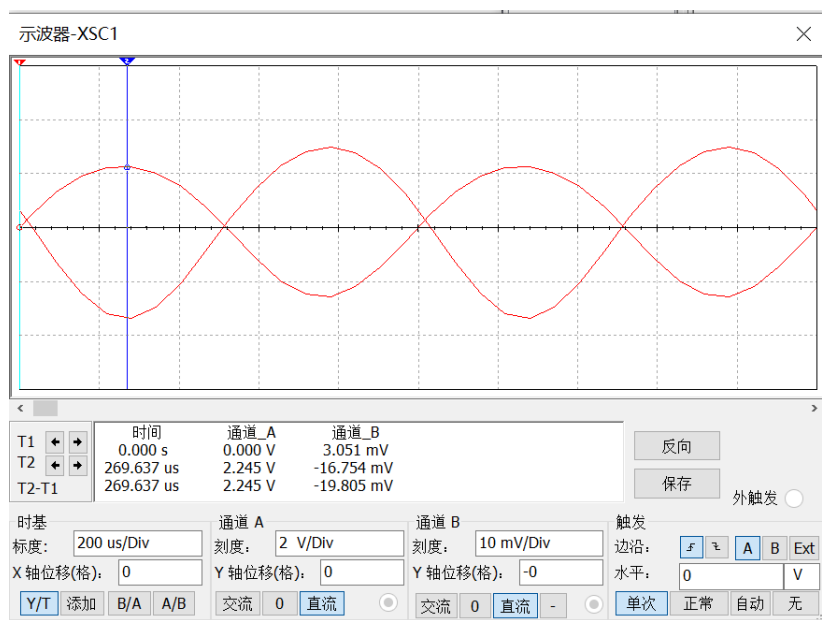 示波器-XSC1
1
2
T1
T2
T2-T1
时间 通道_A 通道_B
0.000 s 0.000 V 3.051 mV
269.637 us 2.245 V -16.754 mV
269.637 us 2.245 V -19.805 mV
反向
保存
外触发
时基
标度: 200 us/Div
X 轴位移(格): 0
Y/T 添加 B/A A/B
通道 A
刻度: 2 V/Div
Y 轴位移(格): 0
交流 0 直流
通道 B
刻度: 10 mV/Div
Y 轴位移(格): -0
交流 0 直流 -
触发
边沿: A B Ext
水平: 0 V
单次 正常 自动 无